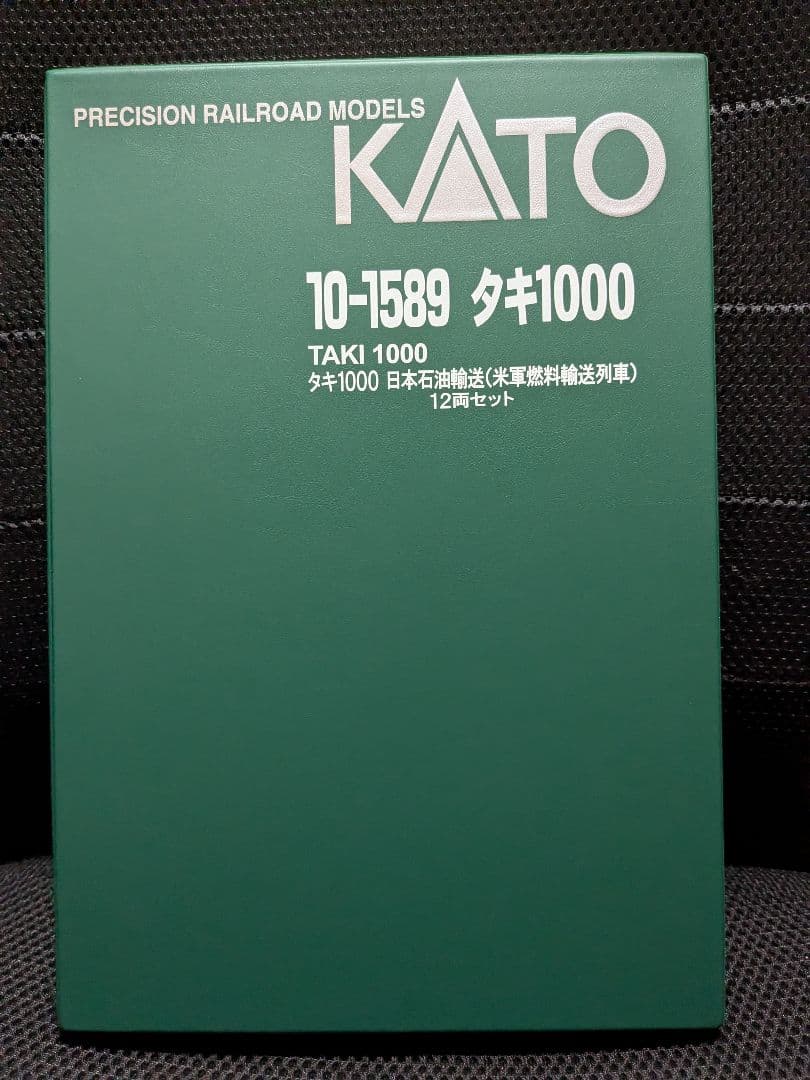 PRECISION RAILROAD MODELS
KATO
10-1589 タキ1000
TAKI 1000
タキ1000 日本石油輸送(米軍燃料輸送列車)
12両セット